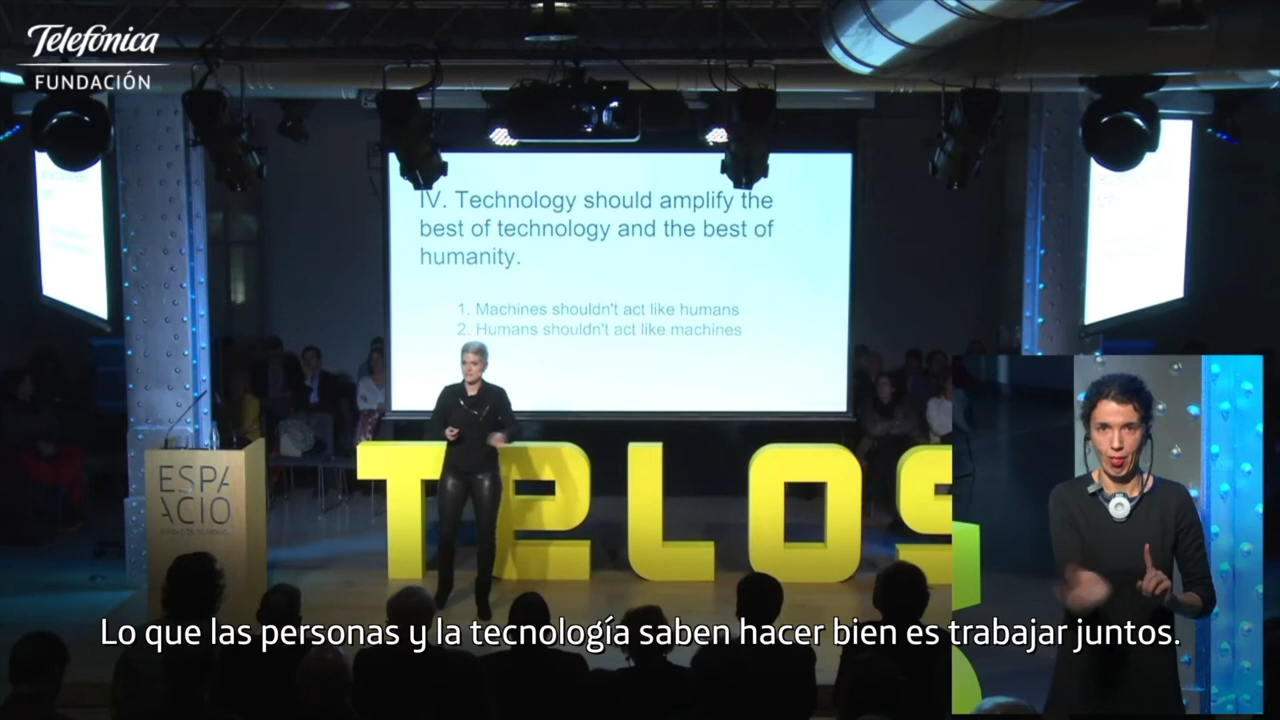 Telefónica
FUNDACIÓN
IV. Technology should amplify the
best of technology and the best of
humanity.
1. Machines shouldn't act like humans
2. Humans shouldn't act like machines
ESPA
ACIO
TELOS
Lo que las personas y la tecnología saben hacer bien es trabajar juntos.